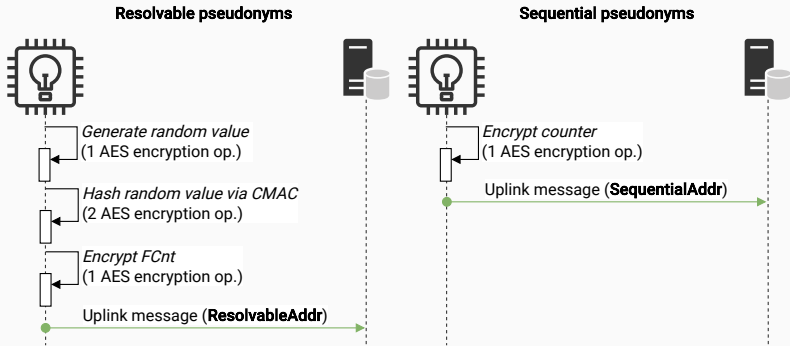 Resolvable pseudonyms
Generate random value
(1 AES encryption op.)
Hash random value via CMAC
(2 AES encryption op.)
Encrypt FCnt
(1 AES encryption op.)
Uplink message (ResolvableAddr)
Sequential pseudonyms
Encrypt counter
(1 AES encryption op.)
Uplink message (SequentialAddr)